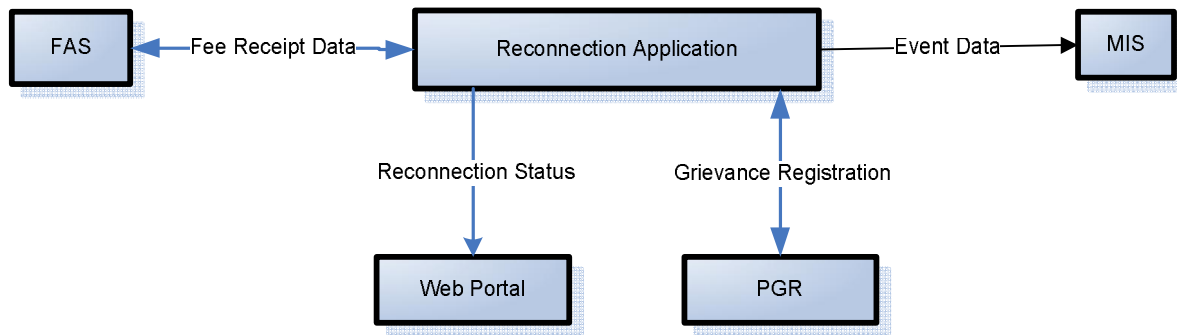 FAS
Fee Receipt Data
Reconnection Application
Event Data
MIS
Reconnection Status
Grievance Registration
Web Portal
PGR